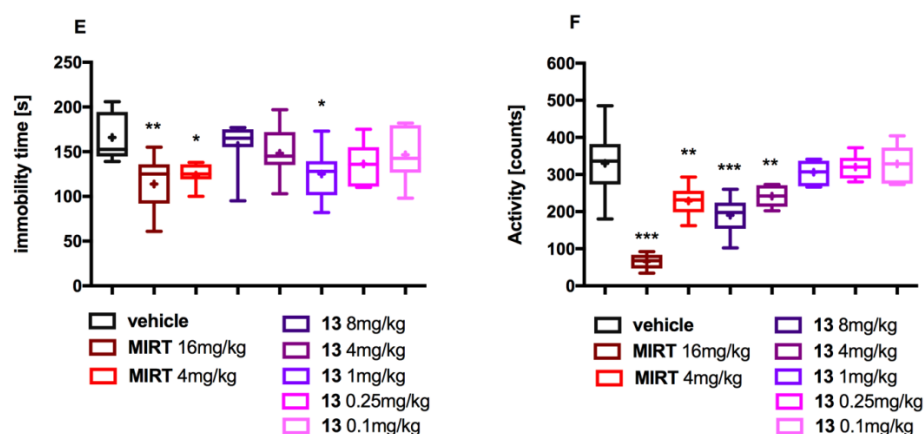 E
immobility time [s]
250
200
150
100
50
0
**
*
*
vehicle
MIRT 16mg/kg
MIRT 4mg/kg
13 8mg/kg
13 4mg/kg
13 1mg/kg
13 0.25mg/kg
13 0.1mg/kg
F
Activity [counts]
600
500
400
300
200
100
0
***
**
***
**
vehicle
MIRT 16mg/kg
MIRT 4mg/kg
13 8mg/kg
13 4mg/kg
13 1mg/kg
13 0.25mg/kg
13 0.1mg/kg